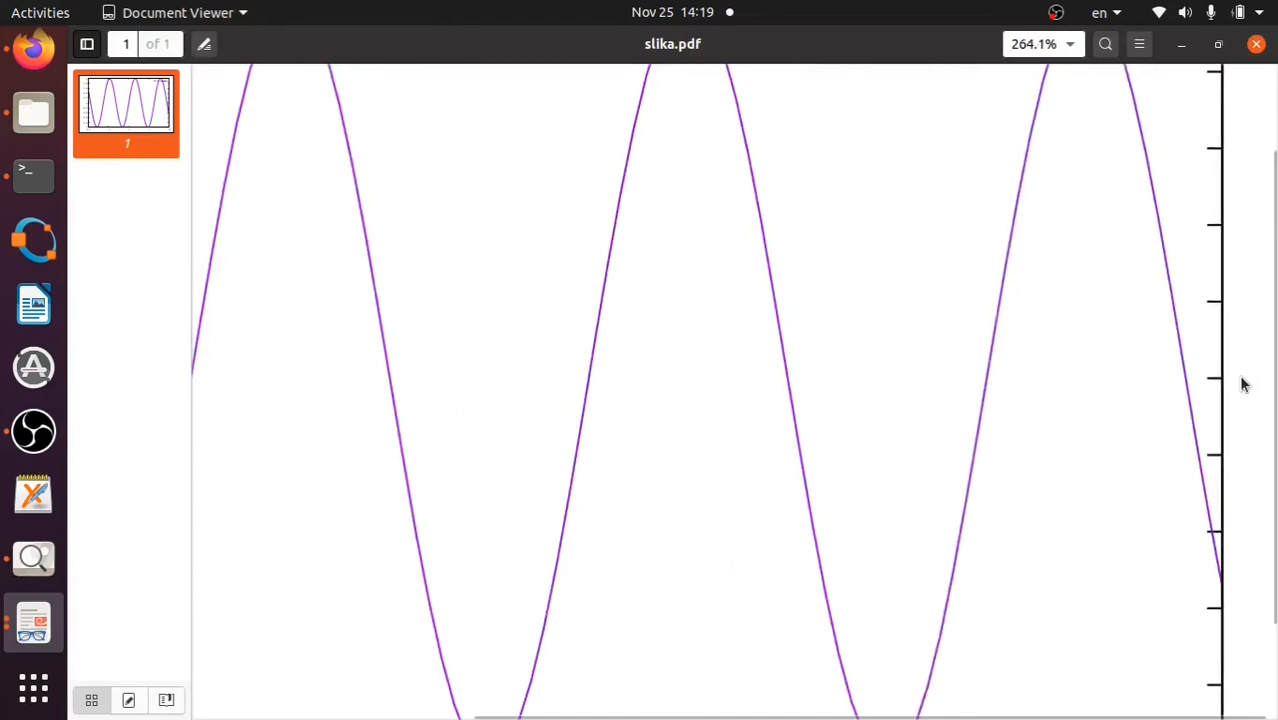 Activities
Document Viewer
Nov 25 14:19
en
1
of 1
slika.pdf
264.1%
1